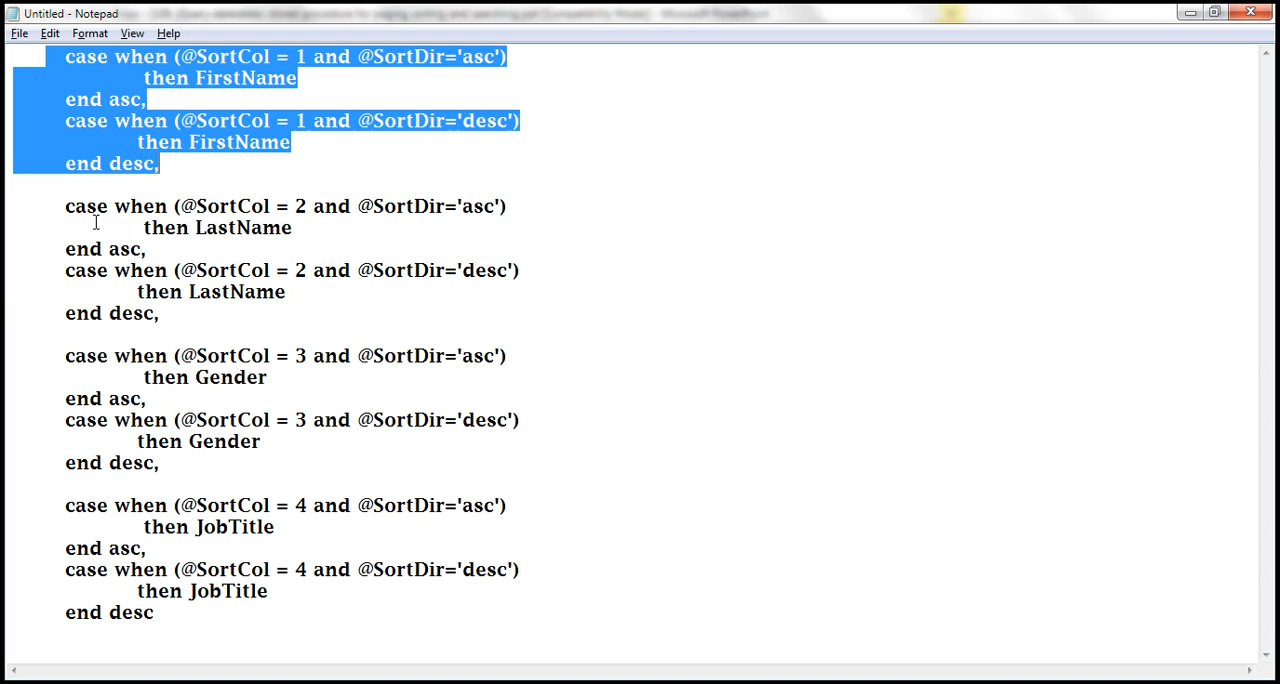 Untitled - Notepad
File Edit Format View Help
case when (@SortCol = 1 and @SortDir='asc')
then FirstName
end asc,
case when (@SortCol = 1 and @SortDir='desc')
then FirstName
end desc,
case when (@SortCol = 2 and @SortDir='asc')
then LastName
end asc,
case when (@SortCol = 2 and @SortDir='desc')
then LastName
end desc,
case when (@SortCol = 3 and @SortDir='asc')
then Gender
end asc,
case when (@SortCol = 3 and @SortDir='desc')
then Gender
end desc,
case when (@SortCol = 4 and @SortDir='asc')
then JobTitle
end asc,
case when (@SortCol = 4 and @SortDir='desc')
then JobTitle
end desc